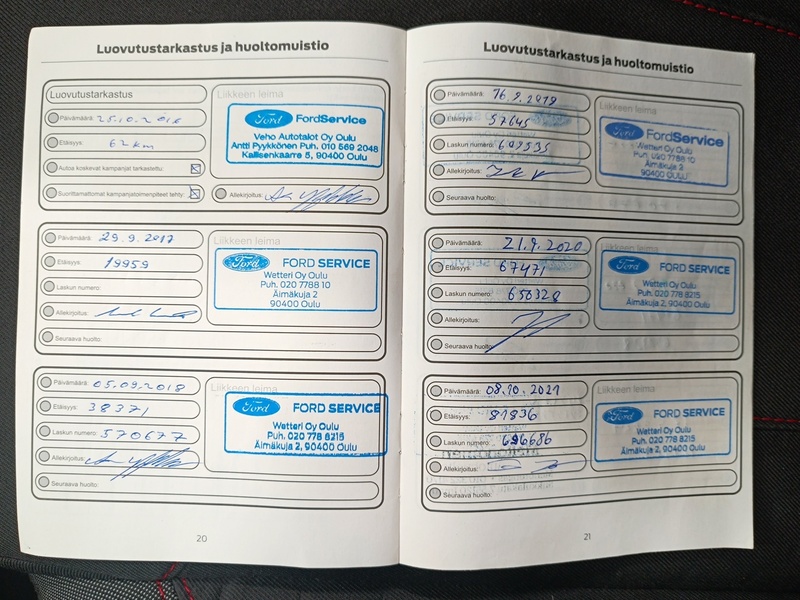 Luovutustarkastus ja huoltomuistio
Luovutustarkastus
Liikkeen leima
Päivämäärä: 25.10.2016
Etäisyys: 62 km
Autoa koskevat kampanjat tarkastettu:
Suorittamattomat kampanjatoimenpiteet tehty:
Ford FordService
Veho Autotalot Oy Oulu
Antti Pyykkönen Puh. 010 569 2048
Kallisenkaarre 5, 90400 Oulu
Allekirjoitus:
Päivämäärä: 29.9.2017
Etäisyys: 19959
Laskun numero:
Allekirjoitus:
Seuraava huolto:
Liikkeen leima
Ford FORD SERVICE
Wetteri Oy Oulu
Puh. 020 7788 10
Äimäkuja 2
90400 Oulu
Päivämäärä: 05.09.2018
Etäisyys: 38371
Laskun numero: 570677
Allekirjoitus:
Seuraava huolto:
Liikkeen leima
Ford FORD SERVICE
Wetteri Oy Oulu
Puh. 020 778 8215
Äimäkuja 2, 90400 Oulu
20
Luovutustarkastus ja huoltomuistio
Päivämäärä: 16.9.2019
Etäisyys: 57645
Laskun numero: 609535
Allekirjoitus:
Seuraava huolto:
Liikkeen leima
Ford FordService
Wetteri Oy Oulu
Puh. 020 7788 10
Äimäkuja 2
90400 OULU
Päivämäärä: 21.9.2020
Etäisyys: 67471
Laskun numero: 656328
Allekirjoitus:
Seuraava huolto:
Liikkeen leima
Ford FORD SERVICE
Wetteri Oy Oulu
Puh. 020 778 8215
Äimäkuja 2, 90400 Oulu
Päivämäärä: 08.10.2021
Etäisyys: 81836
Laskun numero: 696686
Allekirjoitus:
Seuraava huolto:
Liikkeen leima
Ford FORD SERVICE
Wetteri Oy Oulu
Puh. 020 778 8215
Äimäkuja 2, 90400 Oulu
21